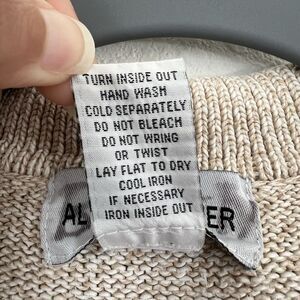 TURN INSIDE OUT
HAND WASH
COLD SEPARATELY
DO NOT BLEACH
DO NOT WRING
OR TWIST
LAY FLAT TO DRY
COOL IRON
IF NECESSARY
IRON INSIDE OUT